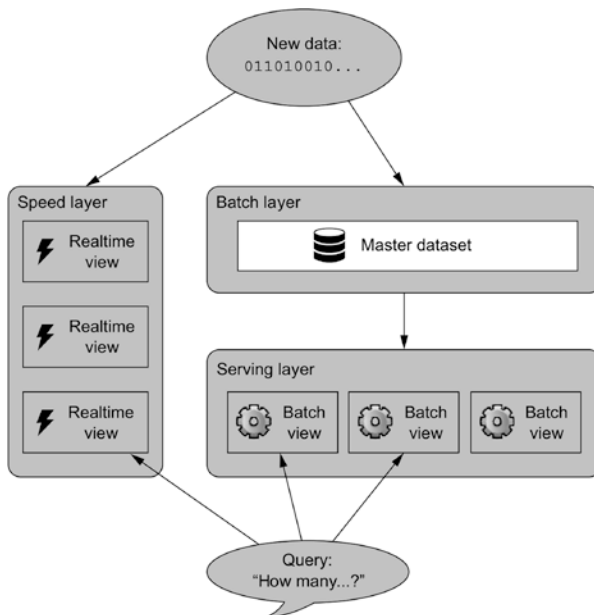 New data:
011010010...
Speed layer
Realtime
view
Realtime
view
Realtime
view
Batch layer
Master dataset
Serving layer
Batch
view
Batch
view
Batch
view
Query:
“How many...?”